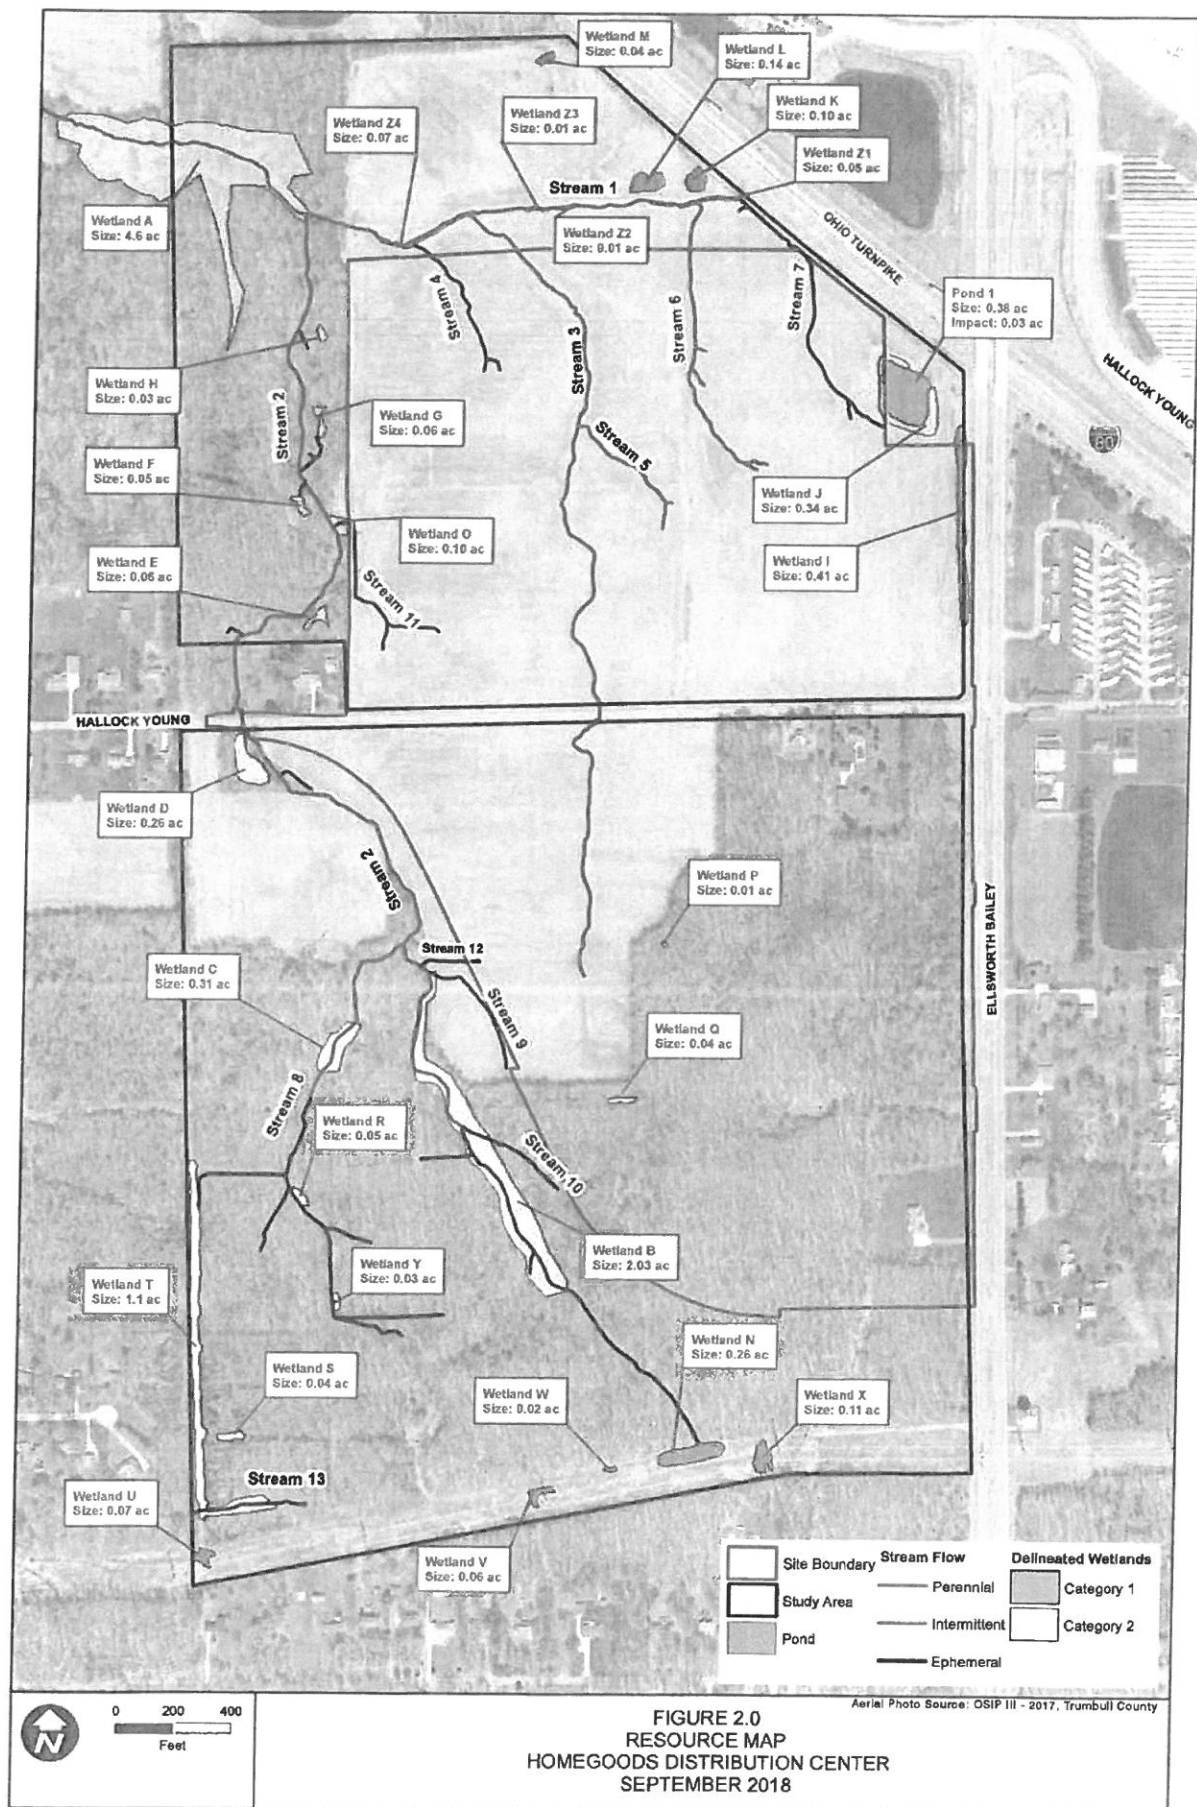 Wetland M
Size: 0.04 ac
Wetland L
Size: 0.14 ac
Wetland K
Size: 0.10 ac
Wetland Z4
Size: 0.07 ac
Wetland Z3
Size: 0.01 ac
Wetland Z1
Size: 0.05 ac
Stream 1
Wetland A
Size: 4.6 ac
Wetland Z2
Size: 0.01 ac
OHIO TURNPIKE
Stream 4
Stream 3
Stream 6
Stream 7
Pond 1
Size: 0.38 ac
Impact: 0.03 ac
HALLOCK YOUNG
80
Wetland H
Size: 0.03 ac
Stream 2
Wetland G
Size: 0.06 ac
Stream 5
Wetland F
Size: 0.05 ac
Wetland J
Size: 0.34 ac
Wetland O
Size: 0.10 ac
Wetland E
Size: 0.06 ac
Wetland I
Size: 0.41 ac
Stream 11
HALLOCK YOUNG
Wetland D
Size: 0.26 ac
Stream 2
Wetland P
Size: 0.01 ac
ELLSWORTH BAILEY
Stream 12
Wetland C
Size: 0.31 ac
Stream 9
Wetland Q
Size: 0.04 ac
Stream 8
Wetland R
Size: 0.05 ac
Stream 10
Wetland B
Size: 2.03 ac
Wetland Y
Size: 0.03 ac
Wetland T
Size: 1.1 ac
Wetland N
Size: 0.26 ac
Wetland S
Size: 0.04 ac
Wetland W
Size: 0.02 ac
Wetland X
Size: 0.11 ac
Stream 13
Wetland U
Size: 0.07 ac
Wetland V
Size: 0.06 ac
Site Boundary
Study Area
Pond
Stream Flow
Perennial
Intermittent
Ephemeral
Delineated Wetlands
Category 1
Category 2
Aerial Photo Source: OSIP III - 2017, Trumbull County
N
0 200 400
Feet
FIGURE 2.0
RESOURCE MAP
HOMEGOODS DISTRIBUTION CENTER
SEPTEMBER 2018